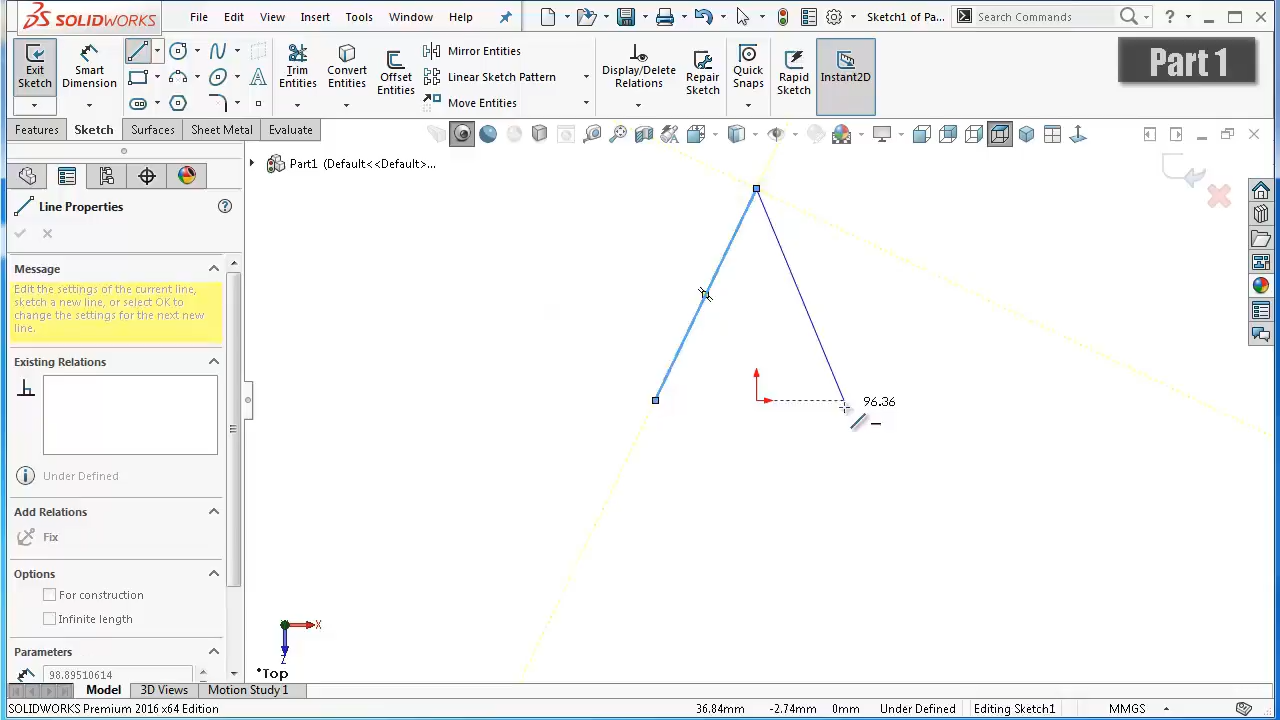 SOLIDWORKS File Edit View Insert Tools Window Help Sketch1 of Pa... Search Commands ?
Part 1
Exit Sketch
Smart Dimension
Trim Entities
Convert Entities
Offset Entities
Mirror Entities
Linear Sketch Pattern
Move Entities
Display/Delete Relations
Repair Sketch
Quick Snaps
Rapid Sketch
Instant2D
Features Sketch Surfaces Sheet Metal Evaluate
Part1 (Default<<Default>...
Line Properties
Message
Edit the settings of the current line,
sketch a new line, or select OK to
change the settings for the next new
line.
Existing Relations
Under Defined
Add Relations
Fix
Options
For construction
Infinite length
Parameters
98.89510614
96.36
X
Z
*Top
Model 3D Views Motion Study 1
SOLIDWORKS Premium 2016 x64 Edition 36.84mm -2.74mm 0mm Under Defined Editing Sketch1 MMGS